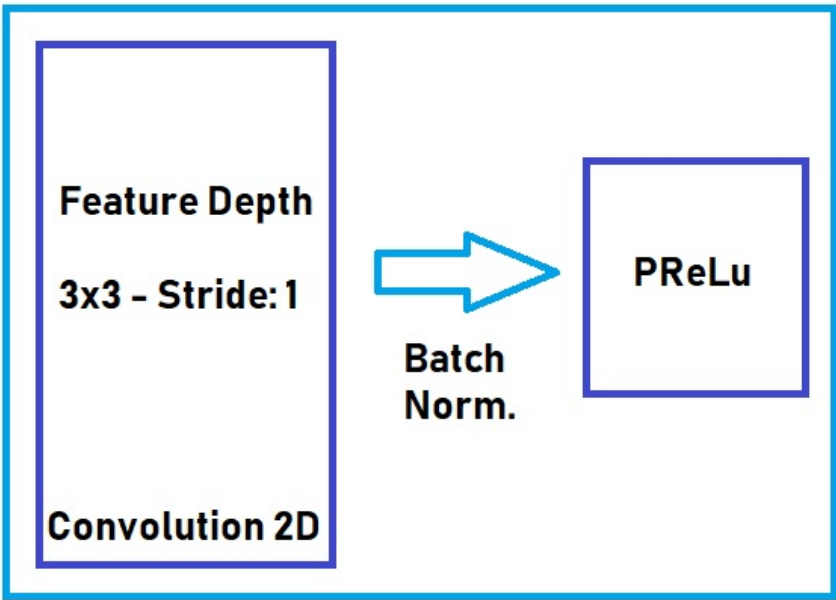 Feature Depth
3x3 - Stride: 1
Convolution 2D
Batch
Norm.
PReLu